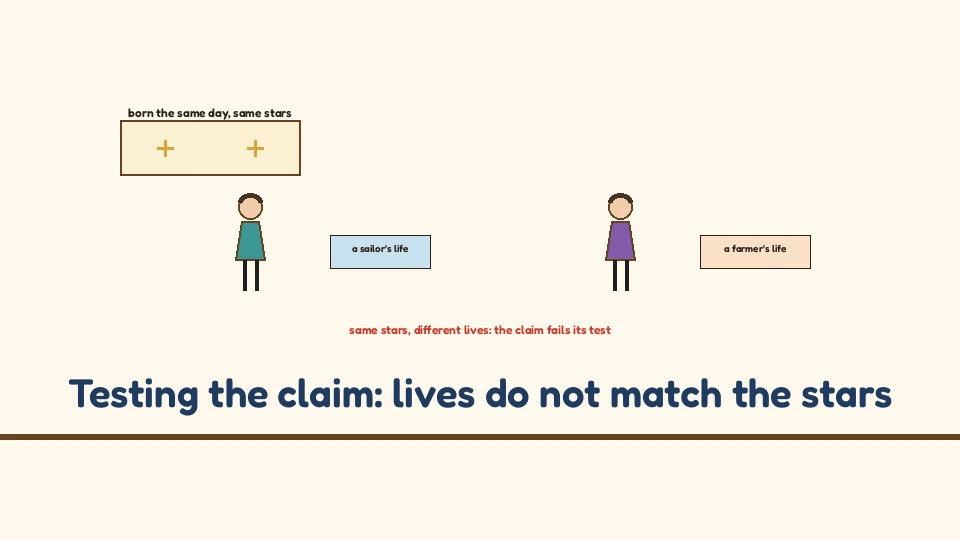 born the same day, same stars
a sailor's life
a farmer's life
same stars, different lives: the claim fails its test
Testing the claim: lives do not match the stars